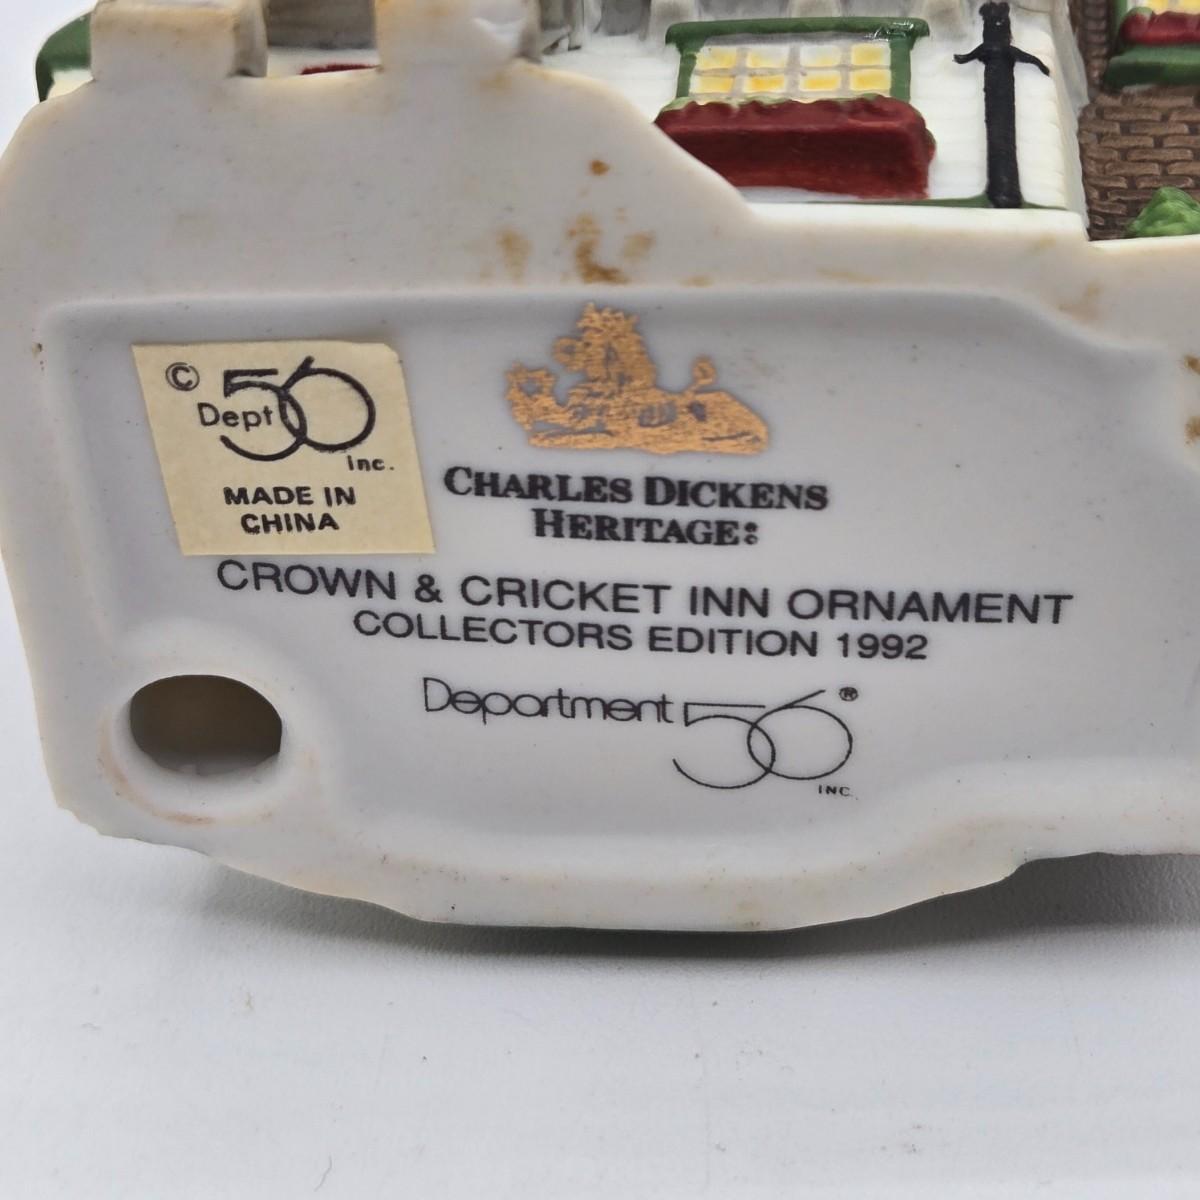 © Dept 56
inc.
MADE IN
CHINA
CHARLES DICKENS
HERITAGE:
CROWN & CRICKET INN ORNAMENT
COLLECTORS EDITION 1992
Department 56 ®
INC.